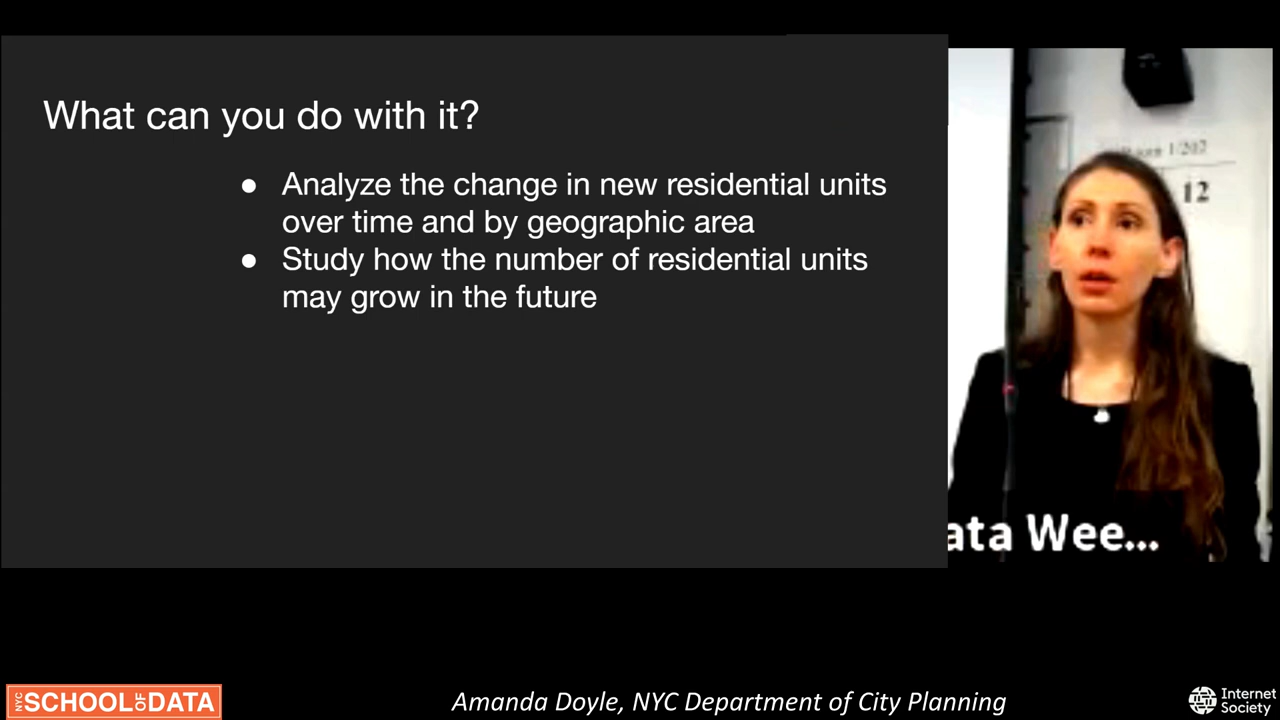 What can you do with it?
● Analyze the change in new residential units
over time and by geographic area
● Study how the number of residential units
may grow in the future
1/202
12
ata Wee...
NYC SCHOOL OF DATA
Amanda Doyle, NYC Department of City Planning
Internet
Society